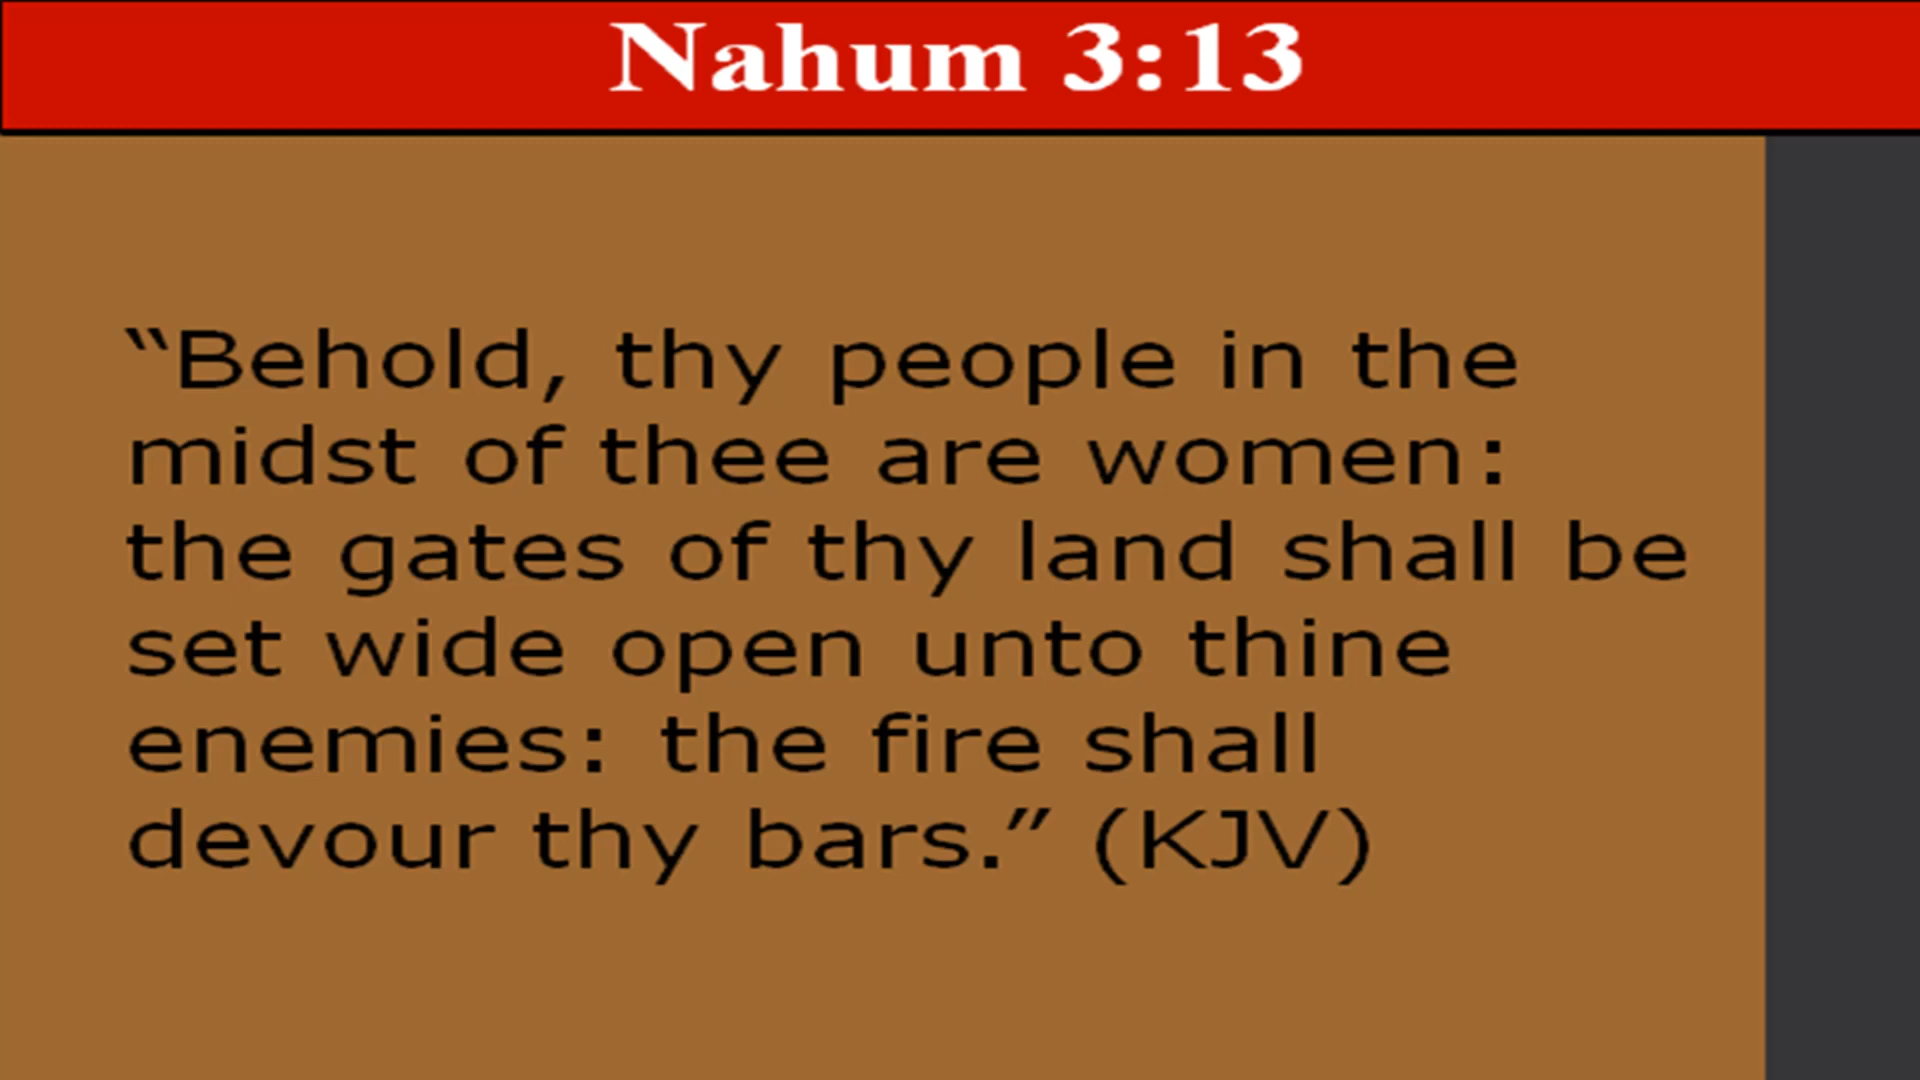 Nahum 3:13
“Behold, thy people in the
midst of thee are women:
the gates of thy land shall be
set wide open unto thine
enemies: the fire shall
devour thy bars.” (KJV)